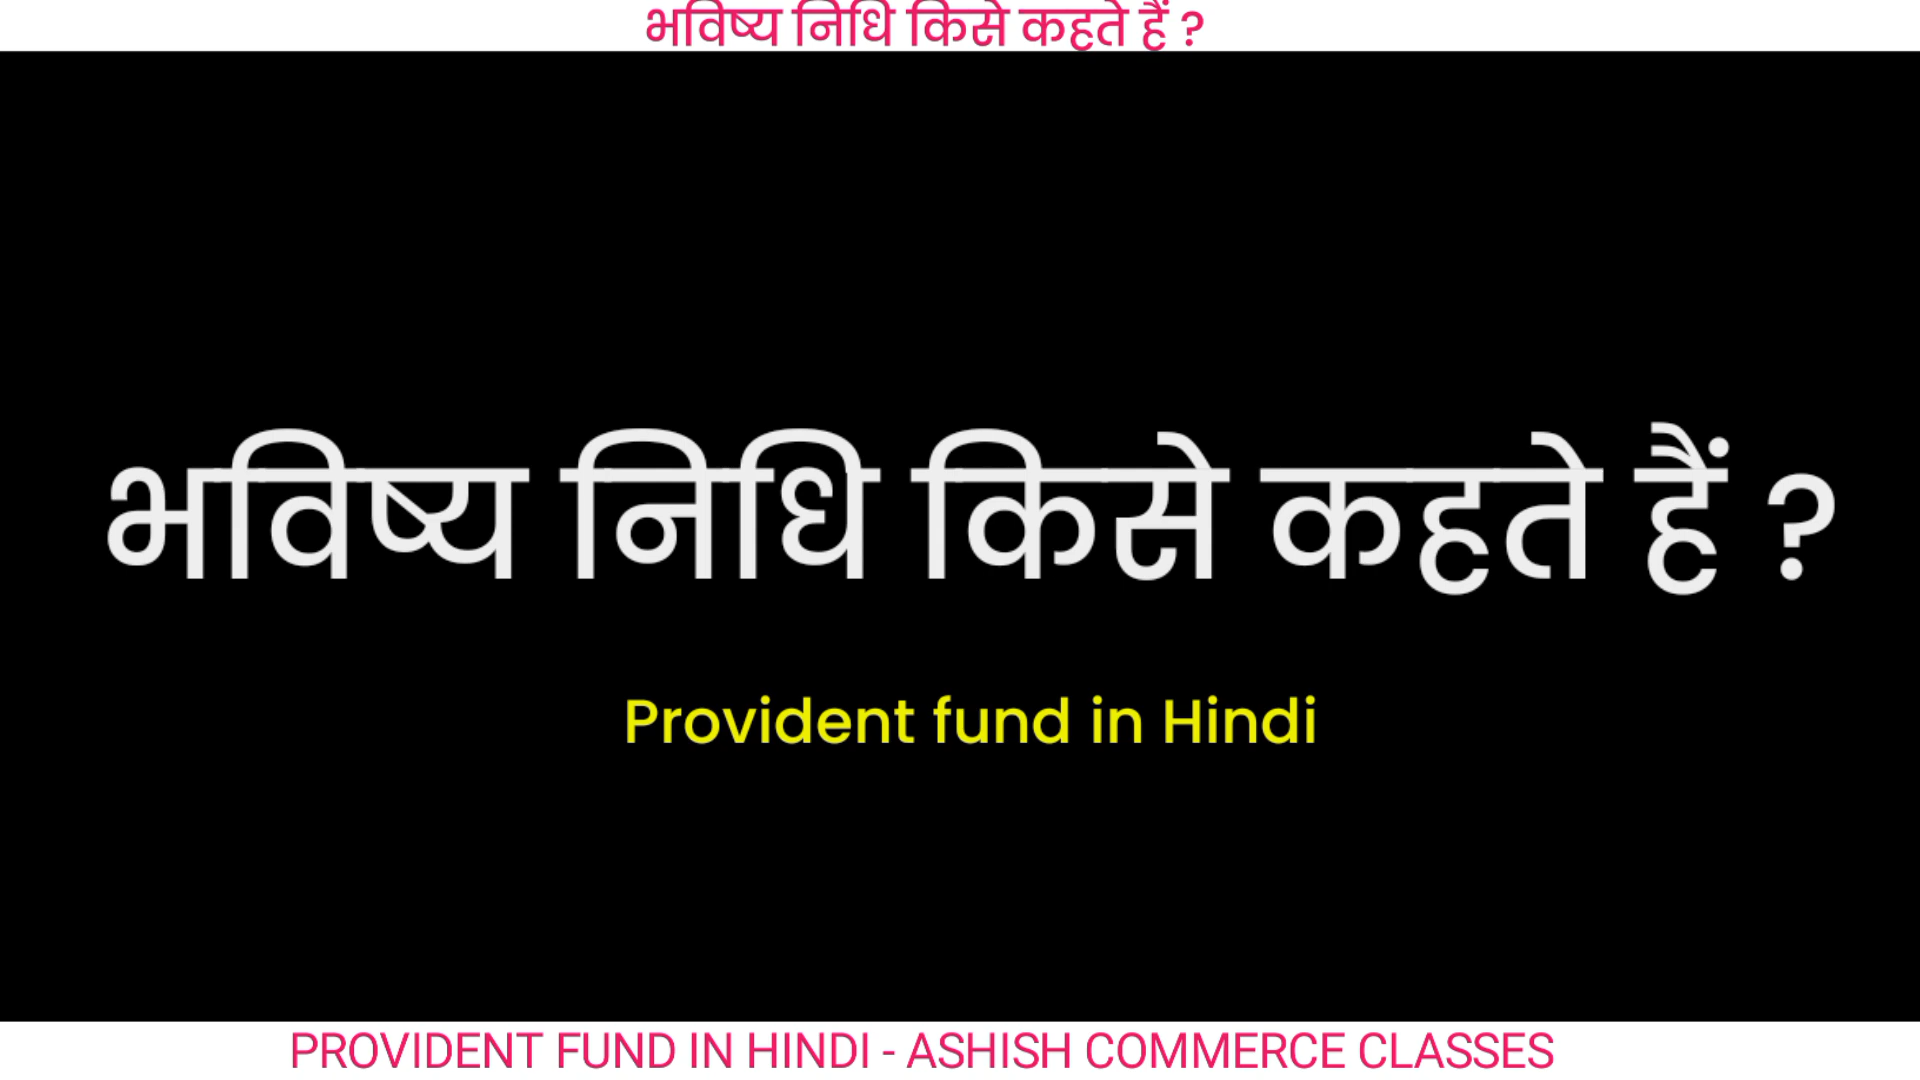 भविष्य निधि किसे कहते हैं ?
भविष्य निधि किसे कहते हैं ?
Provident fund in Hindi
PROVIDENT FUND IN HINDI - ASHISH COMMERCE CLASSES